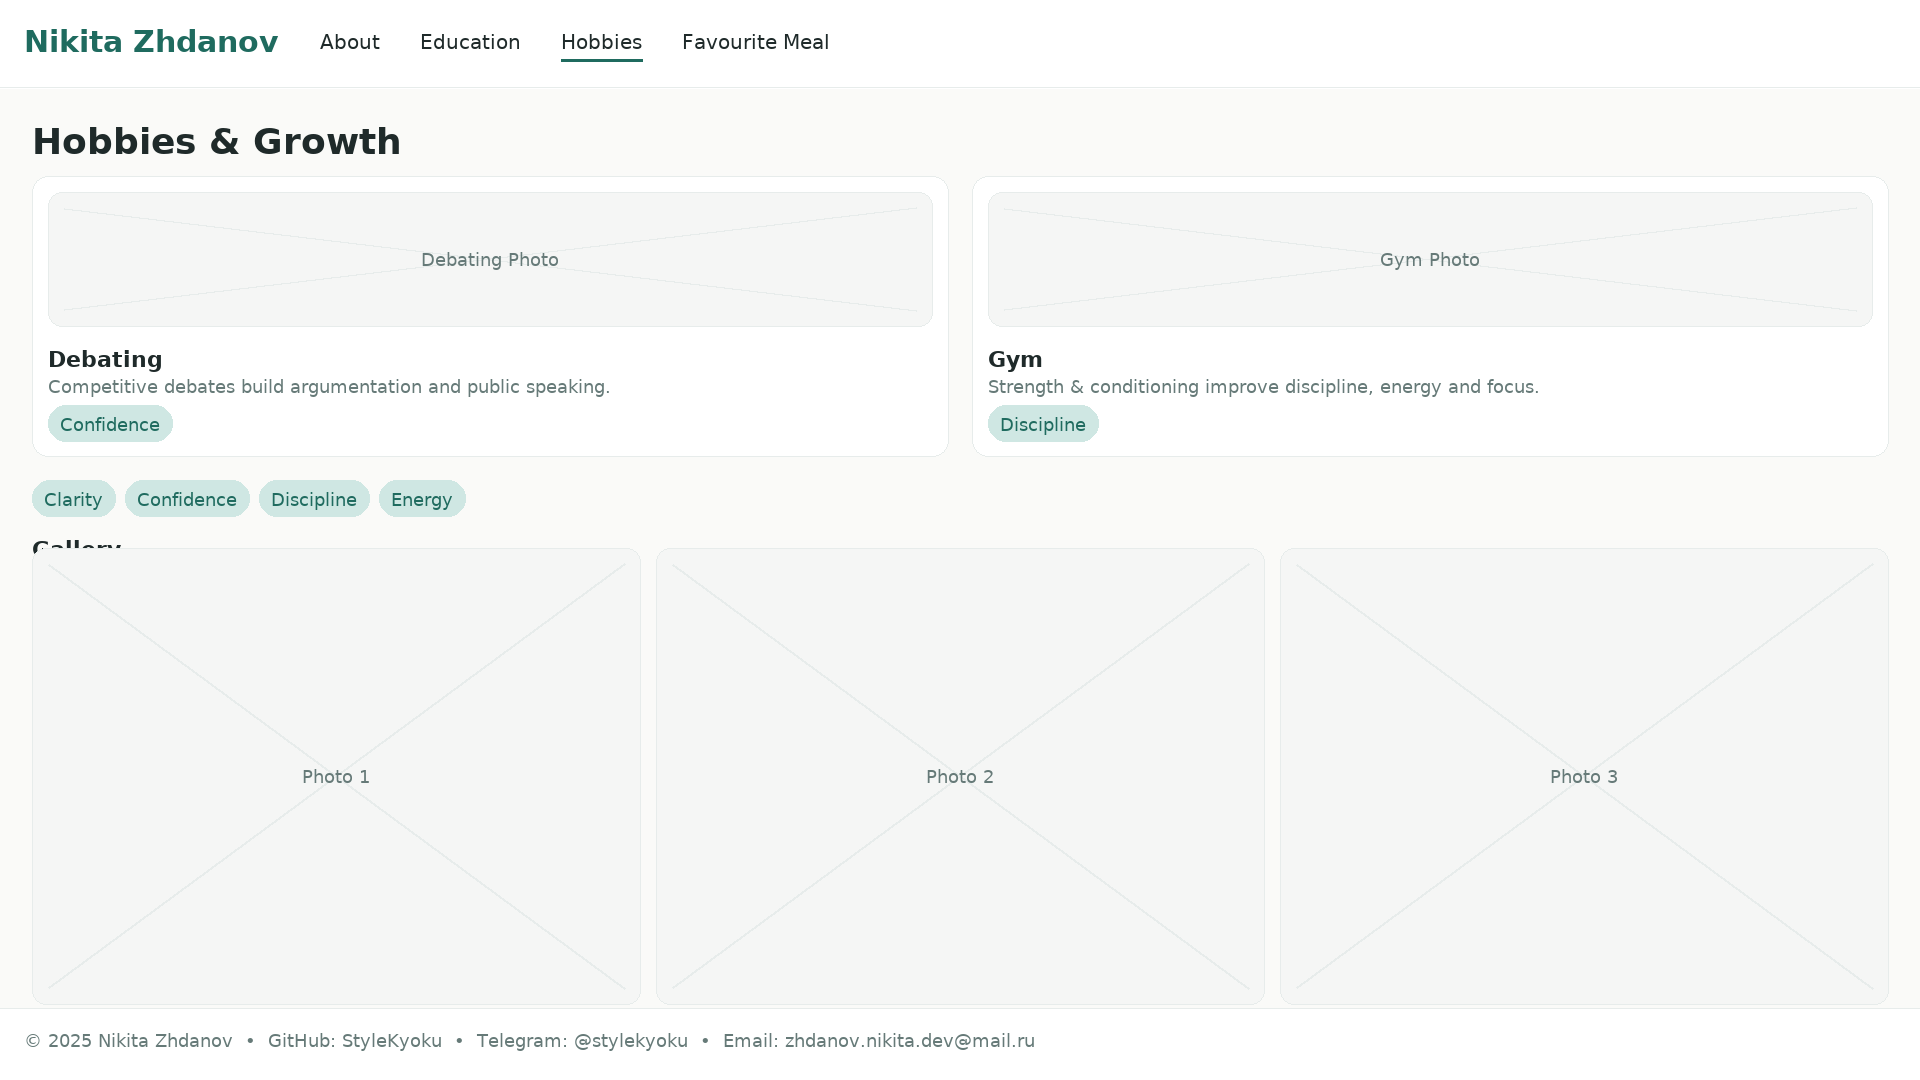 Nikita Zhdanov About Education Hobbies Favourite Meal
Hobbies & Growth
Debating Photo
Debating
Competitive debates build argumentation and public speaking.
Confidence
Gym Photo
Gym
Strength & conditioning improve discipline, energy and focus.
Discipline
Clarity Confidence Discipline Energy
Gallery
Photo 1
Photo 2
Photo 3
© 2025 Nikita Zhdanov • GitHub: StyleKyoku • Telegram: @stylekyoku • Email: zhdanov.nikita.dev@mail.ru